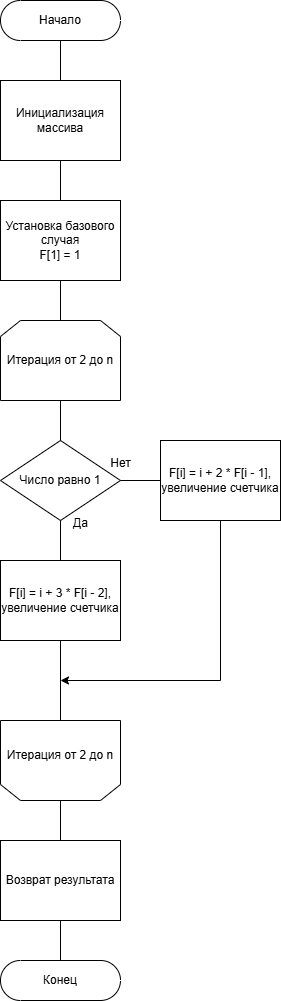 Начало
Инициализация
массива
Установка базового
случая
F[1] = 1
Итерация от 2 до n
Число равно 1
Нет
F[i] = i + 2 * F[i - 1],
увеличение счетчика
Да
F[i] = i + 3 * F[i - 2],
увеличение счетчика
Итерация от 2 до n
Возврат результата
Конец